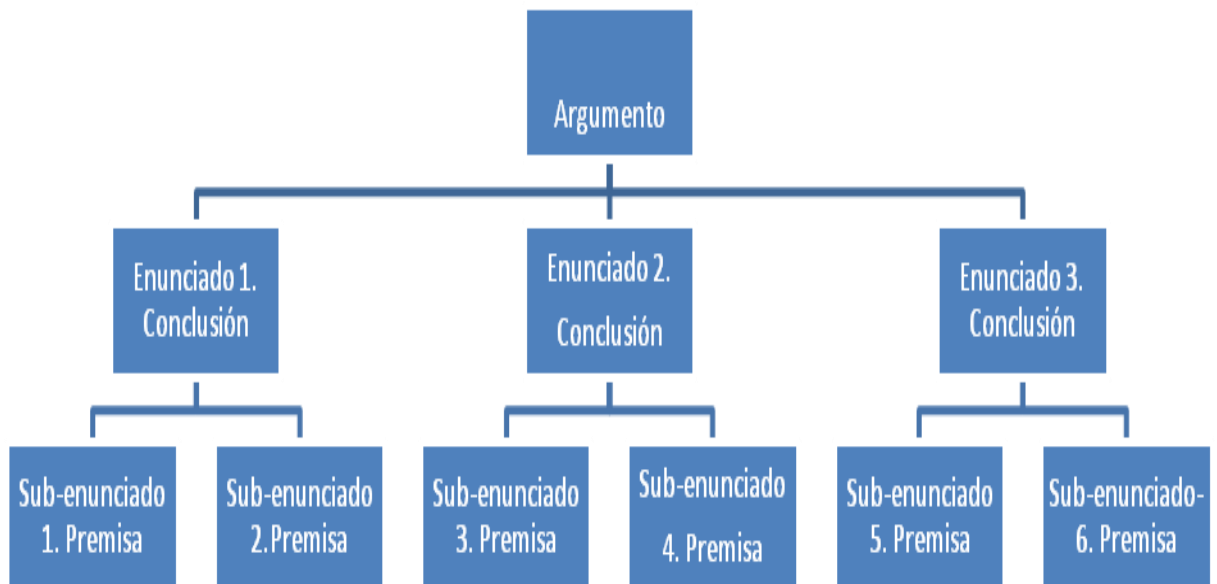 Argumento
Enunciado 1.
Conclusión
Enunciado 2.
Conclusión
Enunciado 3.
Conclusión
Sub-enunciado
1. Premisa
Sub-enunciado
2.Premisa
Sub-enunciado
3. Premisa
Sub-enunciado
4. Premisa
Sub-enunciado
5. Premisa
Sub-enunciado-
6. Premisa